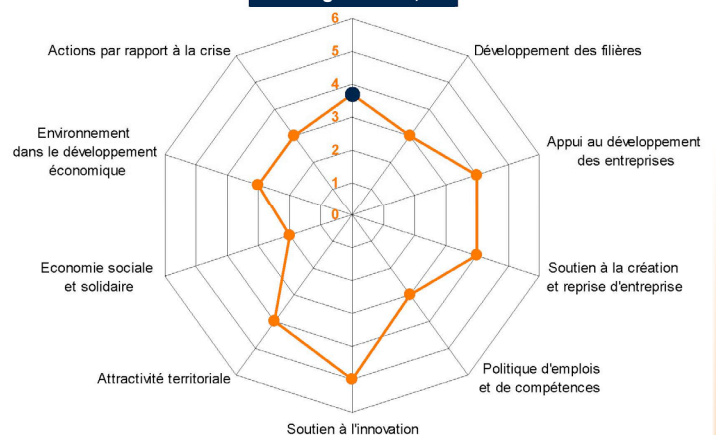 6
5
4
3
2
1
0
Développement des filières
Appui au développement
des entreprises
Soutien à la création
et reprise d'entreprise
Politique d'emplois
et de compétences
Soutien à l'innovation
Attractivité territoriale
Economie sociale
et solidaire
Environnement
dans le développement
économique
Actions par rapport à la crise